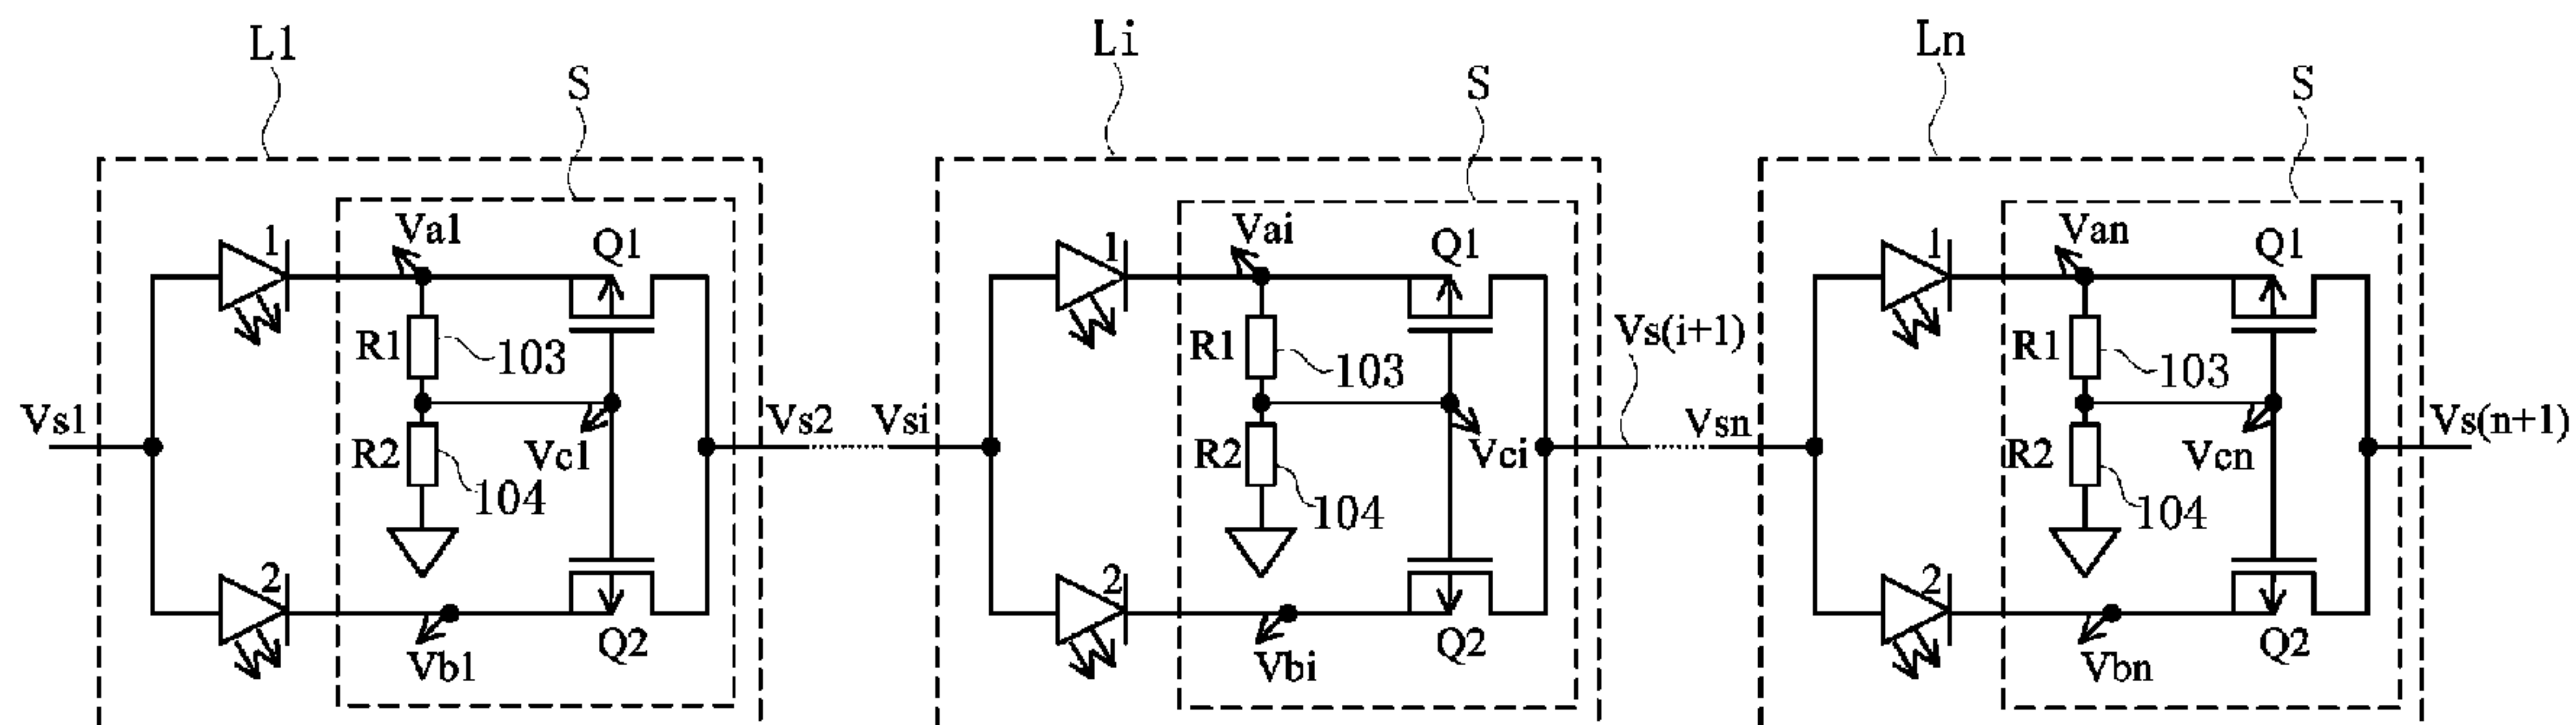 L1
Li
Ln
S
S
S
1
Va1
Q1
1
Vai
Q1
1
Van
Q1
R1
103
R1
103
Vs(i+1)
R1
103
Vs1
Vs2
Vsi
Vsn
Vs(n+1)
R2
Vc1
R2
Vci
R2
Vcn
104
104
104
2
Vb1
Q2
2
Vbi
Q2
2
Vbn
Q2